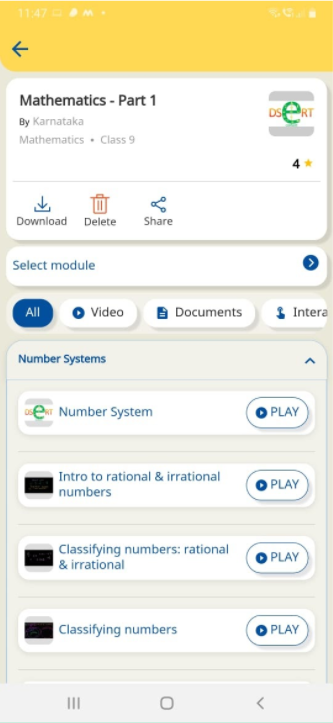 11:47
Mathematics - Part 1
By Karnataka
Mathematics • Class 9
DSERT
4
Download Delete Share
Select module
All Video Documents Intera
Number Systems
DSERT Number System PLAY
Intro to rational & irrational
numbers PLAY
Classifying numbers: rational
& irrational PLAY
Classifying numbers PLAY